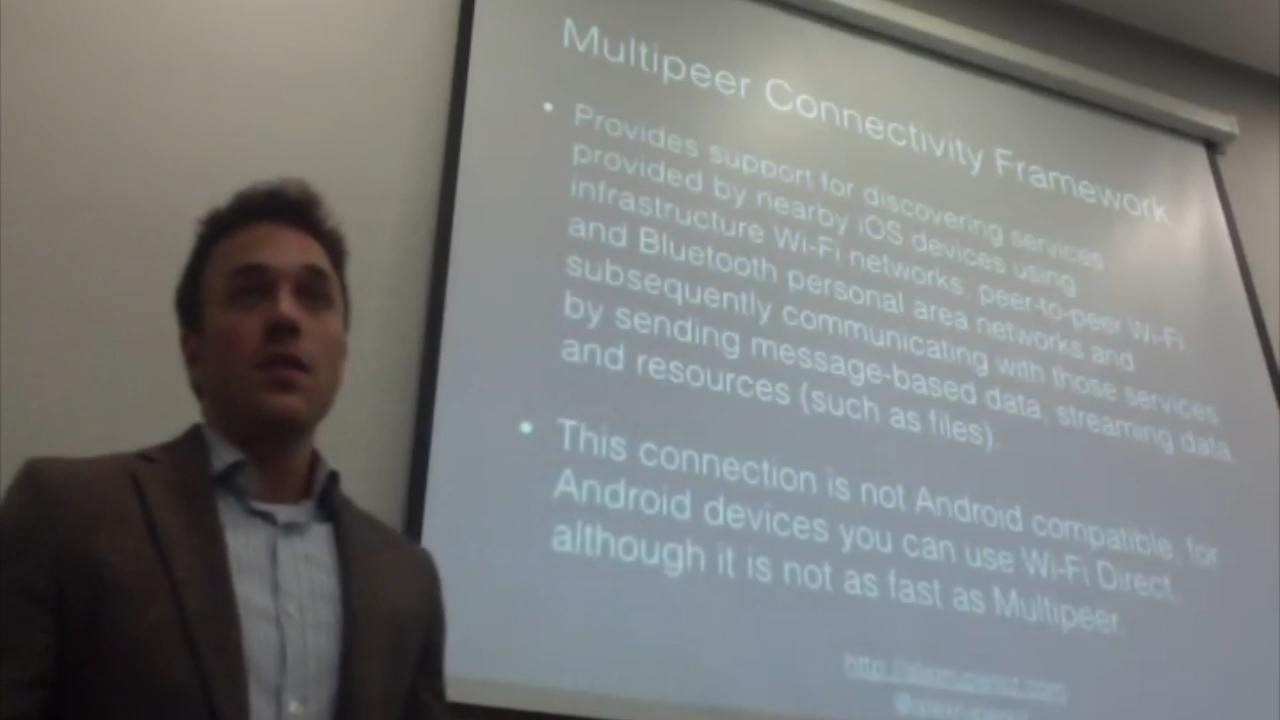 Multipeer Connectivity Framework
• Provides support for discovering services
provided by nearby iOS devices using
infrastructure Wi-Fi networks, peer-to-peer Wi-Fi
and Bluetooth personal area networks and
subsequently communicating with those services
by sending message-based data, streaming data,
and resources (such as files).
• This connection is not Android compatible, for
Android devices you can use Wi-Fi Direct,
although it is not as fast as Multipeer.